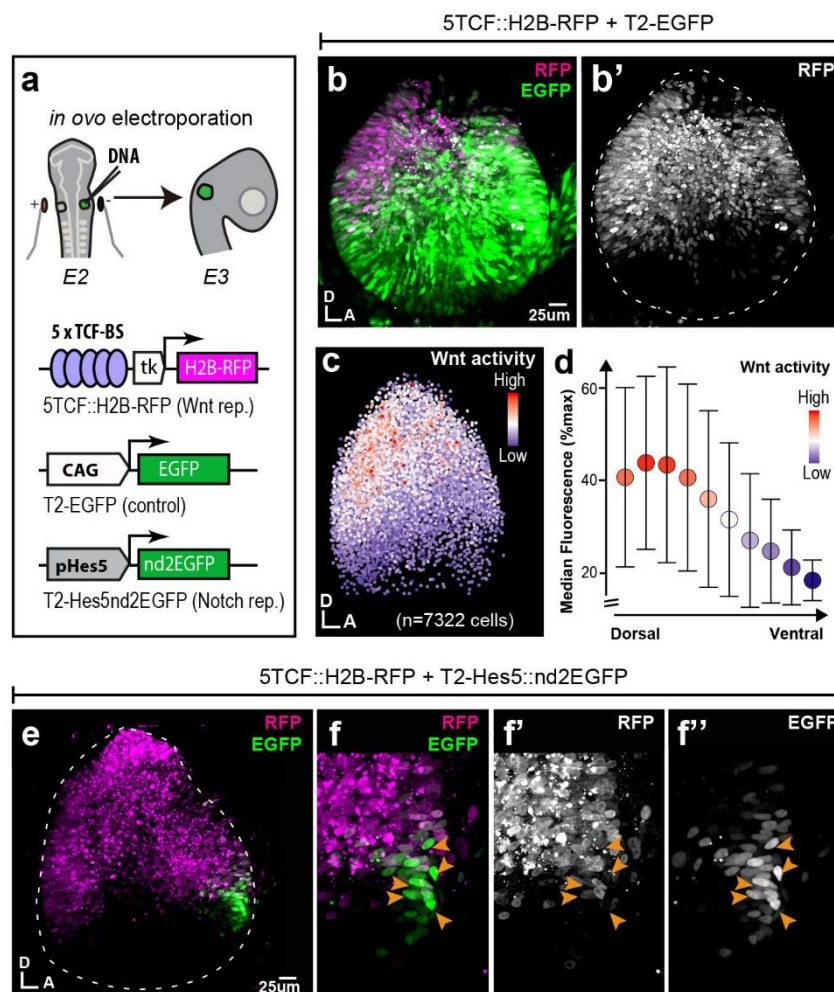 5TCF::H2B-RFP + T2-EGFP
a
in ovo electroporation
DNA
+
-
E2
E3
5 x TCF-BS
tk
H2B-RFP
5TCF::H2B-RFP (Wnt rep.)
CAG
EGFP
T2-EGFP (control)
pHes5
nd2EGFP
T2-Hes5nd2EGFP (Notch rep.)
b
RFP
EGFP
D
A
25um
b'
RFP
c
Wnt activity
High
Low
D
A
(n=7322 cells)
d
Wnt activity
High
Low
Median Fluorescence (%max)
60
40
20
Dorsal
Ventral
5TCF::H2B-RFP + T2-Hes5::nd2EGFP
e
RFP
EGFP
D
A
25um
f
RFP
EGFP
f'
RFP
f''
EGFP